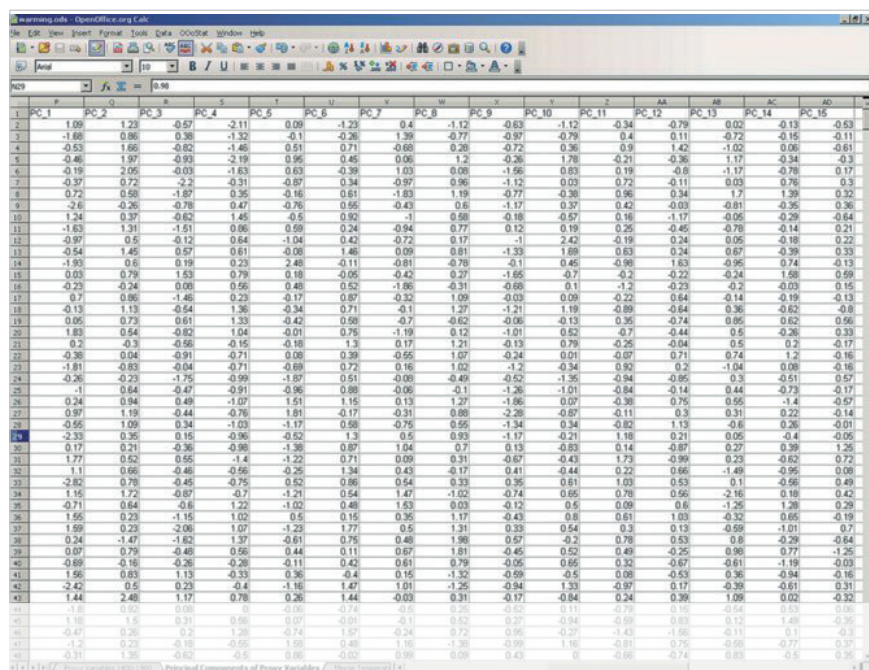 warming.ods - OpenOffice.org Calc
File Edit View Insert Format Tools Data OOoStat Window Help
Arial 10 B I U
N29 0.98
P Q R S T U V W X Y Z AA AB AC AD
1 PC_1 PC_2 PC_3 PC_4 PC_5 PC_6 PC_7 PC_8 PC_9 PC_10 PC_11 PC_12 PC_13 PC_14 PC_15
2 1.09 1.23 -0.57 -2.11 0.09 -1.23 0.4 -1.12 -0.63 -1.12 -0.34 -0.79 0.02 -0.13 -0.53
3 -1.68 0.86 0.38 -1.32 -0.1 -0.26 1.39 -0.77 -0.97 -0.79 0.4 0.11 -0.72 -0.15 -0.11
4 -0.53 1.66 -0.82 -1.46 0.51 0.71 -0.68 0.28 -0.72 0.36 0.9 1.42 -1.02 0.06 -0.61
5 -0.46 1.97 -0.93 -2.19 0.95 0.45 0.06 1.2 -0.26 1.78 -0.21 -0.36 1.17 -0.34 -0.3
6 -0.19 2.05 -0.03 -1.63 0.63 -0.39 1.03 0.08 -1.56 0.83 0.19 -0.8 -1.17 -0.78 0.17
7 -0.37 0.72 -2.2 -0.31 -0.87 0.34 -0.97 0.96 -1.12 0.03 0.72 -0.11 0.03 0.76 0.3
8 0.72 0.58 -1.87 0.35 -0.16 0.61 -1.83 1.19 -0.77 -0.38 0.96 0.34 1.7 1.39 0.32
9 -2.6 -0.26 -0.78 0.47 -0.76 0.55 -0.43 0.6 -1.17 0.37 0.42 -0.03 -0.81 -0.35 0.36
10 1.24 0.37 -0.62 1.45 -0.5 0.92 -1 0.58 -0.18 -0.57 0.16 -1.17 -0.05 -0.29 -0.64
11 -1.63 1.31 -1.51 0.86 0.59 0.24 -0.94 0.77 0.12 0.19 0.25 -0.45 -0.78 -0.14 0.21
12 -0.97 0.5 -0.12 0.64 -1.04 0.42 -0.72 0.17 -1 2.42 -0.19 0.24 0.05 -0.18 0.22
13 -0.54 1.45 0.57 0.61 -0.08 1.46 0.09 0.81 -1.33 1.69 0.63 0.24 0.67 -0.39 0.33
14 -1.93 0.6 0.19 0.23 2.48 -0.11 -0.81 -0.78 -0.1 0.45 -0.98 1.63 -0.95 0.74 -0.13
15 0.03 0.79 1.53 0.79 0.18 -0.05 -0.42 0.27 -1.65 -0.7 -0.2 -0.22 -0.24 1.58 0.59
16 -0.23 -0.24 0.08 0.56 0.48 0.52 -1.86 -0.31 -0.68 0.1 -1.2 -0.23 -0.2 -0.03 0.15
17 0.7 0.86 -1.46 0.23 -0.17 0.87 -0.32 1.09 -0.03 0.09 -0.22 0.64 -0.14 -0.19 -0.13
18 -0.13 1.13 -0.54 1.36 -0.34 0.71 -0.1 1.27 -1.21 1.19 -0.89 -0.64 0.36 -0.62 -0.8
19 0.05 0.73 0.61 1.33 -0.42 0.58 -0.7 -0.62 -0.06 -0.13 0.35 -0.74 0.85 0.62 0.56
20 1.83 0.54 -0.82 1.04 -0.01 0.75 -1.19 0.12 -1.01 0.52 -0.7 -0.44 0.5 -0.26 0.33
21 0.2 -0.3 -0.56 -0.15 -0.18 1.3 0.17 1.21 -0.13 0.79 -0.25 -0.04 0.5 0.2 -0.17
22 -0.38 0.04 -0.91 -0.71 0.08 0.39 -0.55 1.07 -0.24 0.01 -0.07 0.71 0.74 1.2 -0.16
23 -1.81 -0.83 -0.04 -0.71 -0.69 0.72 0.16 1.02 -1.2 -0.34 0.92 0.2 -1.04 0.08 -0.16
24 -0.26 -0.23 -1.75 -0.99 -1.87 0.51 -0.08 -0.49 -0.52 -1.35 -0.94 -0.85 0.3 -0.51 0.57
25 -1 0.64 -0.47 -0.91 -0.96 0.88 -0.06 -0.1 -1.26 -1.01 -0.84 -0.14 0.44 -0.73 -0.17
26 0.24 0.94 0.49 -1.07 1.51 1.15 0.13 1.27 -1.86 0.07 -0.38 0.75 0.55 -1.4 -0.57
27 0.97 1.19 -0.44 -0.76 1.81 -0.17 -0.31 0.88 -2.28 -0.87 -0.11 0.3 0.31 0.22 -0.14
28 -0.55 1.09 0.34 -1.03 -1.17 0.58 -0.75 0.55 -1.34 0.34 -0.82 1.13 -0.6 0.26 -0.01
29 -2.33 0.35 0.15 -0.96 -0.52 1.3 0.5 0.93 -1.17 -0.21 1.18 0.21 0.05 -0.4 -0.05
30 0.17 0.21 -0.36 -0.98 -1.38 0.87 1.04 0.7 0.13 -0.83 0.14 -0.87 0.27 0.39 1.25
31 1.77 0.52 0.55 -1.4 -1.22 0.71 0.09 0.31 -0.67 -0.43 1.73 -0.99 0.23 -0.62 0.72
32 1.1 0.66 -0.46 -0.56 -0.25 1.34 0.43 -0.17 0.41 -0.44 0.22 0.66 -1.49 -0.95 0.08
33 -2.82 0.78 -0.45 -0.75 0.52 0.86 0.54 0.33 0.35 0.61 1.03 0.53 0.1 -0.56 0.49
34 1.15 1.72 -0.87 -0.7 -1.21 0.54 1.47 -1.02 -0.74 0.65 0.78 0.56 -2.16 0.18 0.42
35 -0.71 0.64 -0.6 1.22 -1.02 0.48 1.53 0.03 -0.12 0.5 0.09 0.6 -1.25 1.28 0.29
36 1.55 0.23 -1.15 1.02 0.5 0.15 0.35 1.17 -0.43 0.8 0.61 1.03 -0.32 0.65 -0.19
37 1.59 0.23 -2.06 1.07 -1.23 1.77 0.5 1.31 0.33 0.54 0.3 0.13 -0.59 -1.01 0.7
38 0.24 -1.47 -1.62 1.37 -0.61 0.75 0.48 1.98 0.57 -0.2 0.78 0.53 0.8 -0.29 -0.64
39 0.07 0.79 -0.48 0.56 0.44 0.11 0.67 1.81 -0.45 0.52 0.49 -0.25 0.98 0.77 -1.25
40 -0.69 -0.16 -0.26 -0.28 -0.11 0.42 0.61 0.79 -0.05 0.65 0.32 -0.67 -0.61 -1.19 -0.03
41 1.56 0.83 1.13 -0.33 0.36 -0.4 0.15 -1.32 -0.59 -0.5 0.08 -0.53 0.36 -0.94 -0.16
42 -2.42 0.5 0.23 -0.4 -1.16 1.47 1.01 -1.25 -0.94 1.33 -0.97 0.17 -0.39 -0.61 0.31
43 1.44 2.48 1.17 0.78 0.26 1.44 -0.03 0.31 -0.17 -0.84 0.24 0.39 1.09 0.02 -0.32
Principal Components of Proxy Variables